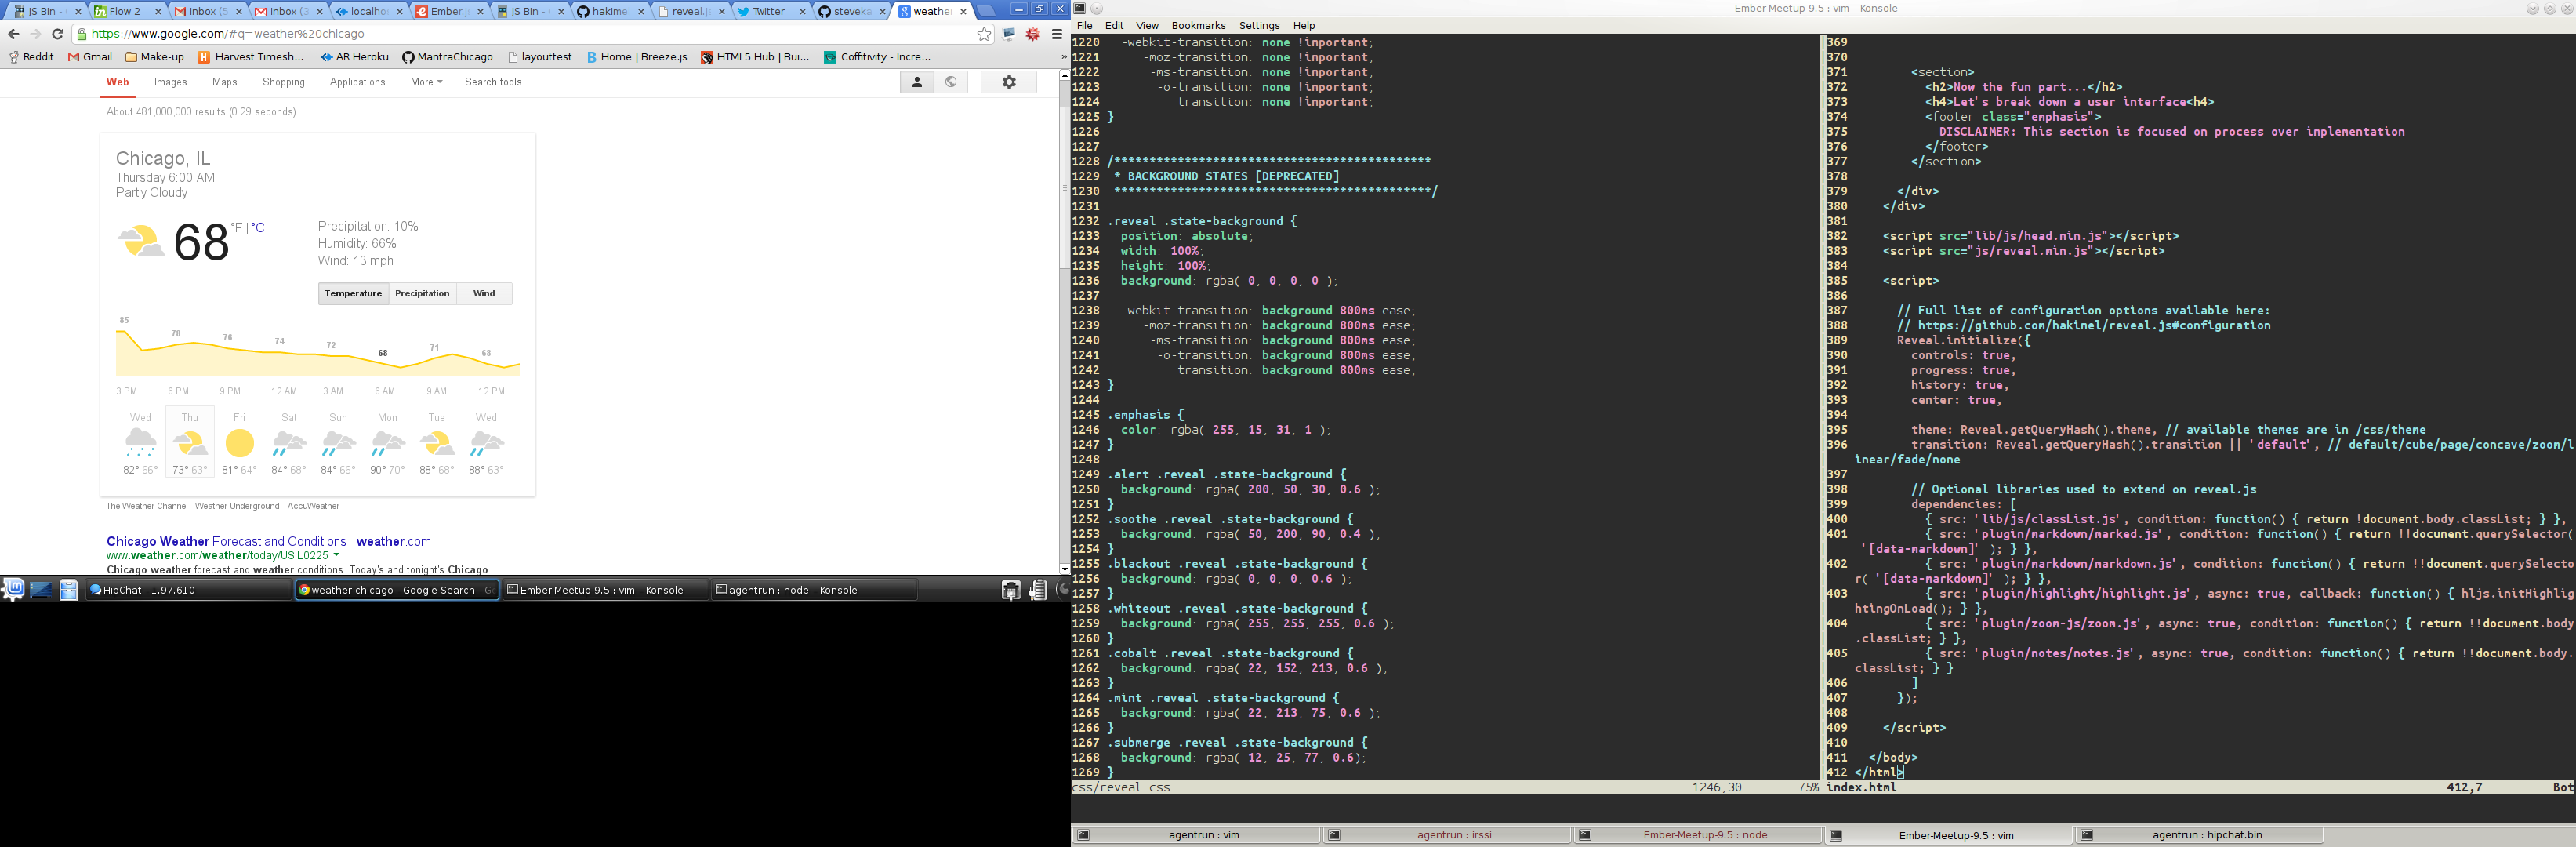 JS Bin -
Flow 2
Inbox (5
Inbox (3
localhos
Ember.js
JS Bin -
hakimel
reveal.js
Twitter
steveka
weather
https://www.google.com/#q=weather%20chicago
Reddit
Gmail
Make-up
Harvest Timesh...
AR Heroku
MantraChicago
layouttest
Home | Breeze.js
HTML5 Hub | Bui...
Coffitivity - Incre...
»
Web Images Maps Shopping Applications More Search tools
About 481,000,000 results (0.29 seconds)
Chicago, IL
Thursday 6:00 AM
Partly Cloudy
68 °F | °C
Precipitation: 10%
Humidity: 66%
Wind: 13 mph
Temperature Precipitation Wind
85 78 76 74 72 68 71 68
3 PM 6 PM 9 PM 12 AM 3 AM 6 AM 9 AM 12 PM
Wed Thu Fri Sat Sun Mon Tue Wed
82° 66° 73° 63° 81° 64° 84° 68° 84° 66° 90° 70° 88° 68° 88° 63°
The Weather Channel - Weather Underground - AccuWeather
Chicago Weather Forecast and Conditions - weather.com
www.weather.com/weather/today/USIL0225
Chicago weather forecast and weather conditions. Today's and tonight's Chicago
HipChat - 1.97.610
weather chicago - Google Search - G
Ember-Meetup-9.5 : vim – Konsole
agentrun : node – Konsole
Ember-Meetup-9.5 : vim – Konsole
File Edit View Bookmarks Settings Help
1220 -webkit-transition: none !important;
1221 -moz-transition: none !important;
1222 -ms-transition: none !important;
1223 -o-transition: none !important;
1224 transition: none !important;
1225 }
1226
1227
1228 /*********************************************
1229 * BACKGROUND STATES [DEPRECATED]
1230 *********************************************/
1231
1232 .reveal .state-background {
1233 position: absolute;
1234 width: 100%;
1235 height: 100%;
1236 background: rgba( 0, 0, 0, 0 );
1237
1238 -webkit-transition: background 800ms ease;
1239 -moz-transition: background 800ms ease;
1240 -ms-transition: background 800ms ease;
1241 -o-transition: background 800ms ease;
1242 transition: background 800ms ease;
1243 }
1244
1245 .emphasis {
1246 color: rgba( 255, 15, 31, 1 );
1247 }
1248
1249 .alert .reveal .state-background {
1250 background: rgba( 200, 50, 30, 0.6 );
1251 }
1252 .soothe .reveal .state-background {
1253 background: rgba( 50, 200, 90, 0.4 );
1254 }
1255 .blackout .reveal .state-background {
1256 background: rgba( 0, 0, 0, 0.6 );
1257 }
1258 .whiteout .reveal .state-background {
1259 background: rgba( 255, 255, 255, 0.6 );
1260 }
1261 .cobalt .reveal .state-background {
1262 background: rgba( 22, 152, 213, 0.6 );
1263 }
1264 .mint .reveal .state-background {
1265 background: rgba( 22, 213, 75, 0.6 );
1266 }
1267 .submerge .reveal .state-background {
1268 background: rgba( 12, 25, 77, 0.6);
1269 }
css/reveal.css 1246,30 75%
369
370
371 <section>
372 <h2>Now the fun part...</h2>
373 <h4>Let's break down a user interface<h4>
374 <footer class="emphasis">
375 DISCLAIMER: This section is focused on process over implementation
376 </footer>
377 </section>
378
379 </div>
380 </div>
381
382 <script src="lib/js/head.min.js"></script>
383 <script src="js/reveal.min.js"></script>
384
385 <script>
386
387 // Full list of configuration options available here:
388 // https://github.com/hakimel/reveal.js#configuration
389 Reveal.initialize({
390 controls: true,
391 progress: true,
392 history: true,
393 center: true,
394
395 theme: Reveal.getQueryHash().theme, // available themes are in /css/theme
396 transition: Reveal.getQueryHash().transition || 'default', // default/cube/page/concave/zoom/l
inear/fade/none
397
398 // Optional libraries used to extend on reveal.js
399 dependencies: [
400 { src: 'lib/js/classList.js', condition: function() { return !document.body.classList; } },
401 { src: 'plugin/markdown/marked.js', condition: function() { return !!document.querySelector(
'[data-markdown]' ); } },
402 { src: 'plugin/markdown/markdown.js', condition: function() { return !!document.querySelecto
r( '[data-markdown]' ); } },
403 { src: 'plugin/highlight/highlight.js', async: true, callback: function() { hljs.initHighlig
htingOnLoad(); } },
404 { src: 'plugin/zoom-js/zoom.js', async: true, condition: function() { return !!document.body
.classList; } },
405 { src: 'plugin/notes/notes.js', async: true, condition: function() { return !!document.body.
classList; } }
406 ]
407 });
408
409 </script>
410
411 </body>
412 </html>
index.html 412,7 Bot
agentrun : vim
agentrun : irssi
Ember-Meetup-9.5 : node
Ember-Meetup-9.5 : vim
agentrun : hipchat.bin